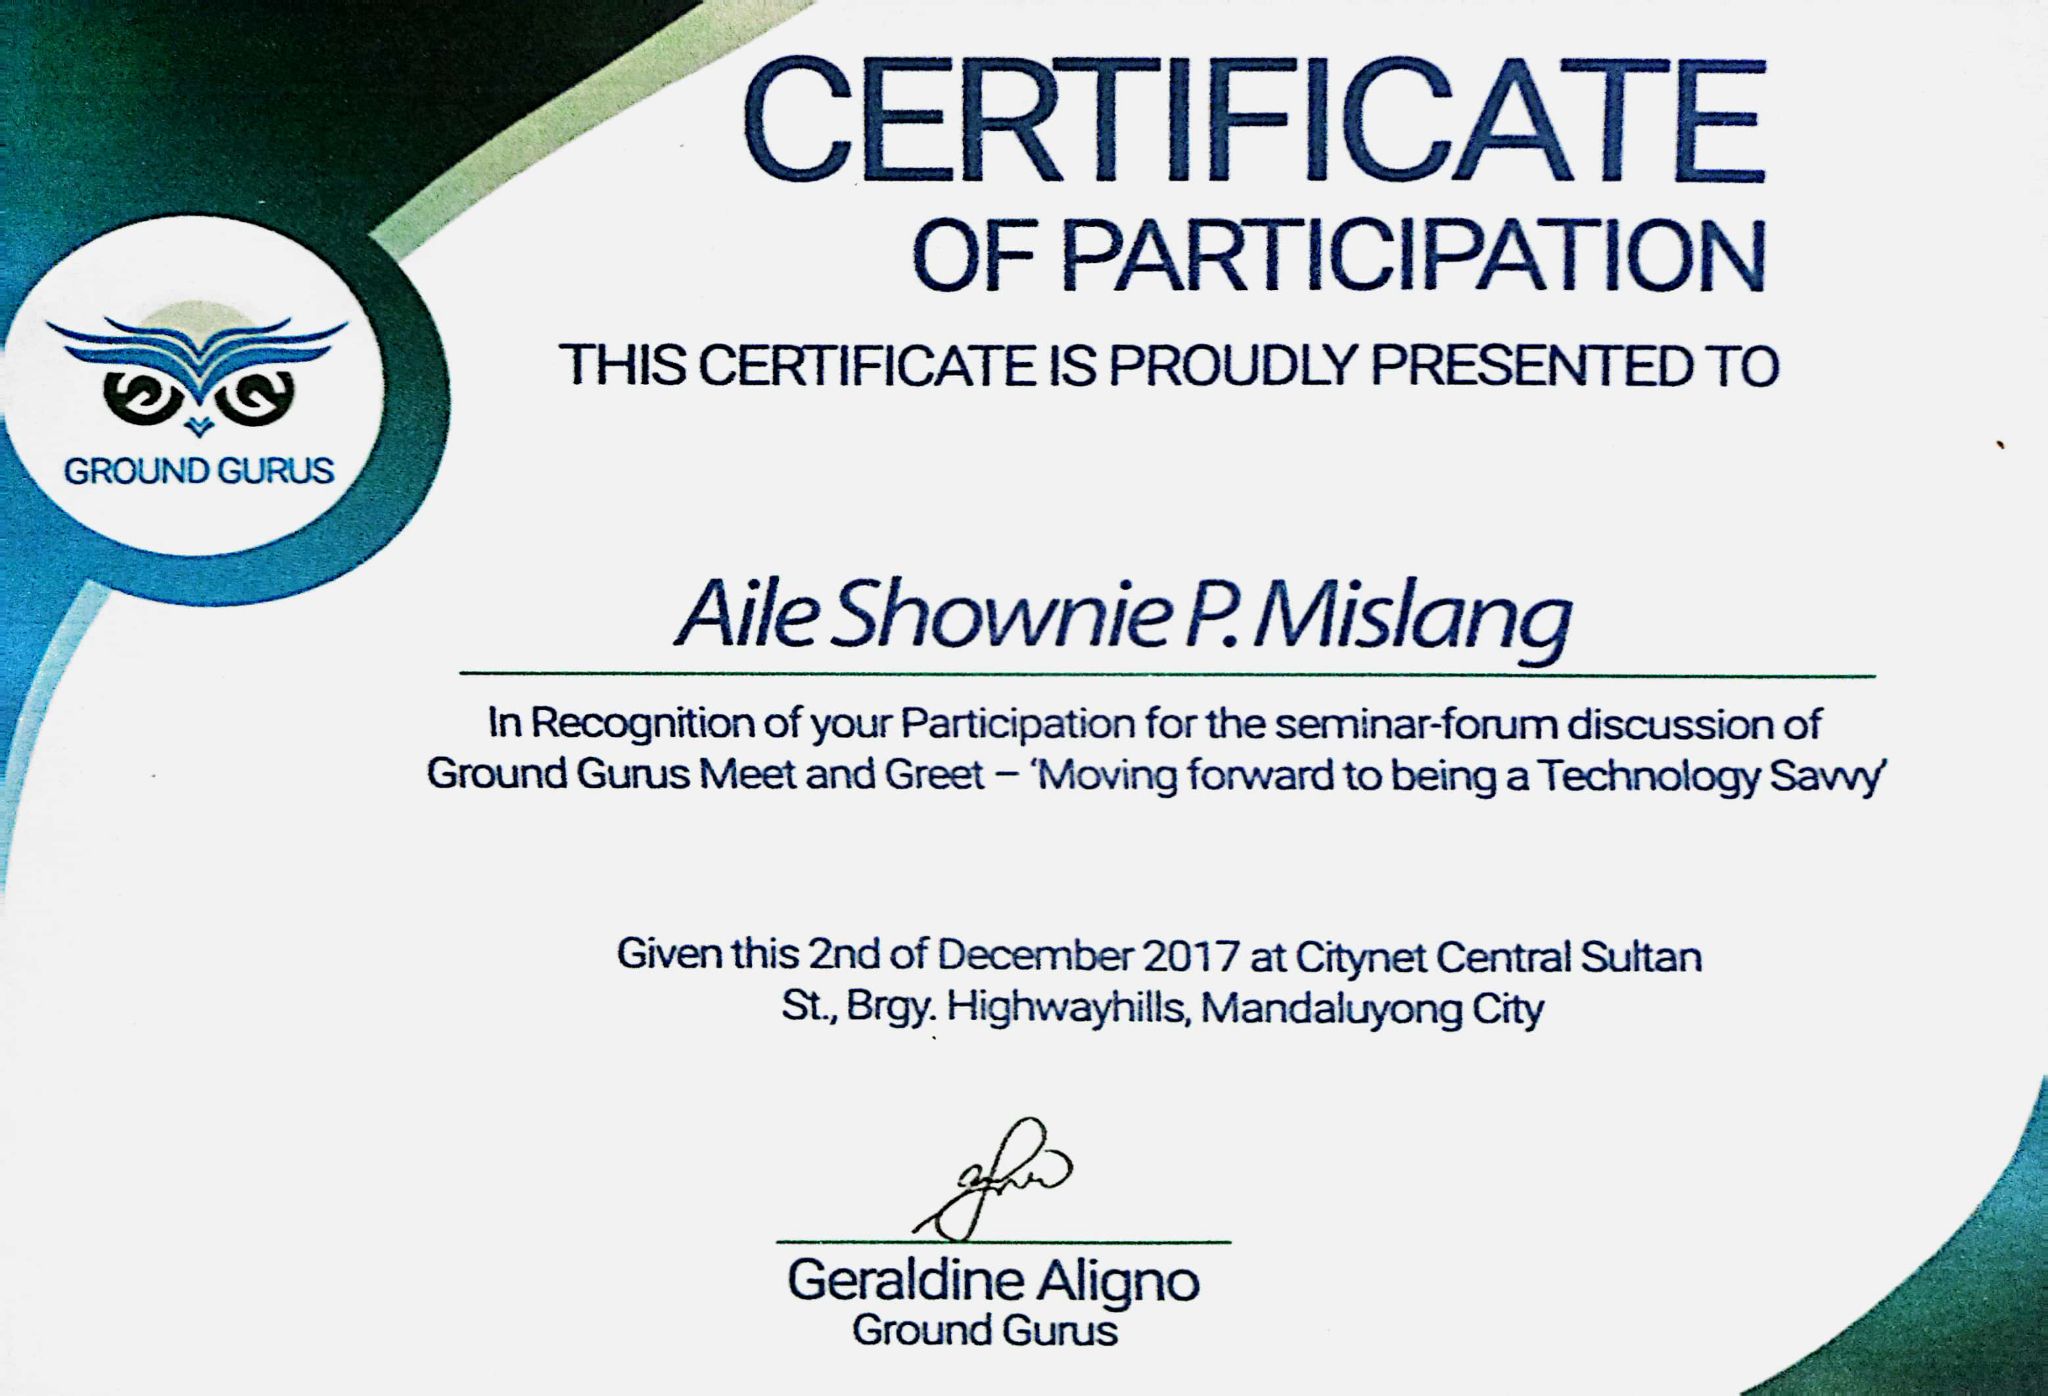 CERTIFICATE
OF PARTICIPATION
THIS CERTIFICATE IS PROUDLY PRESENTED TO
GROUND GURUS
Aile Shownie P. Mislang
In Recognition of your Participation for the seminar-forum discussion of
Ground Gurus Meet and Greet – ‘Moving forward to being a Technology Savvy’
Given this 2nd of December 2017 at Citynet Central Sultan
St., Brgy. Highwayhills, Mandaluyong City
Geraldine Aligno
Ground Gurus